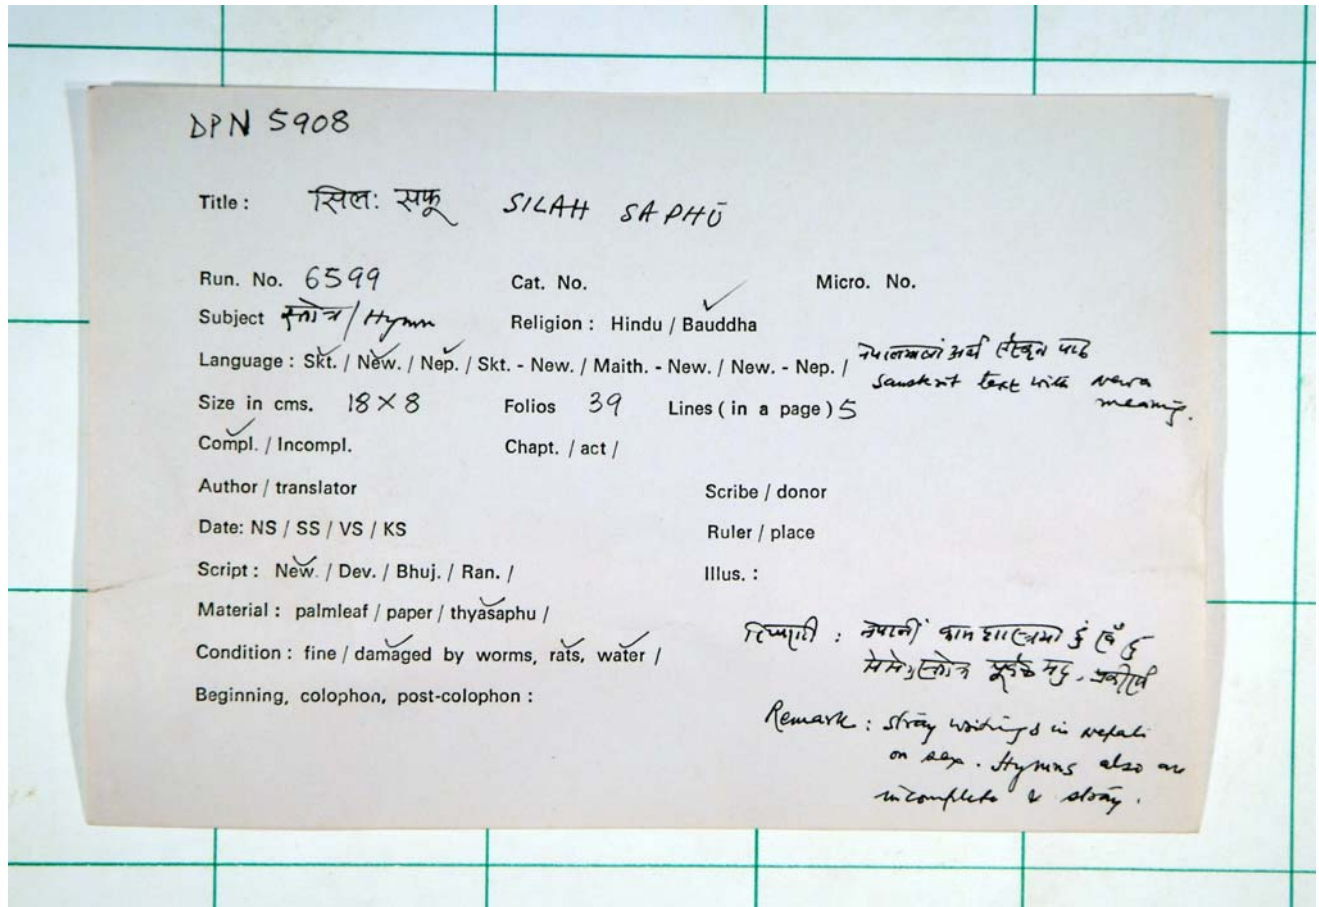 DPN 5908
Title : सिलः सफू SILAH SAPHŪ
Run. No. 6599 Cat. No. Micro. No.
Subject स्तोत्र / Hymn Religion : Hindu / Bauddha
Language : Skt. / New. / Nep. / Skt. - New. / Maith. - New. / New. - Nep. / अर्थ संस्कृत पाठ
Sanskrit text with newa
meaning.
Size in cms. 18 × 8 Folios 39 Lines ( in a page ) 5
Compl. / Incompl. Chapt. / act /
Author / translator Scribe / donor
Date: NS / SS / VS / KS Ruler / place
Script : New. / Dev. / Bhuj. / Ran. / Illus. :
Material : palmleaf / paper / thyasaphu /
Condition : fine / damaged by worms, rats, water /
Beginning, colophon, post-colophon :
टिप्पणी :
स्तोत्र मदु.
Remark : stray writings in nepali
on sex. Hymns also are
incomplete & stray.